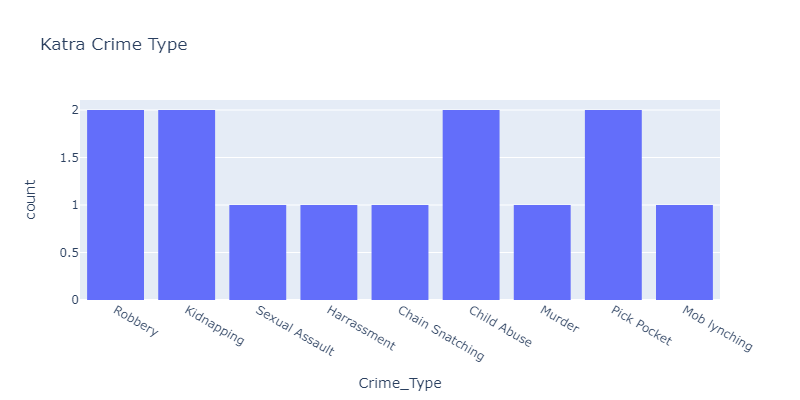 Katra Crime Type
count
2
1.5
1
0.5
0
Robbery
Kidnapping
Sexual Assault
Harrassment
Chain Snatching
Child Abuse
Murder
Pick Pocket
Mob lynching
Crime_Type